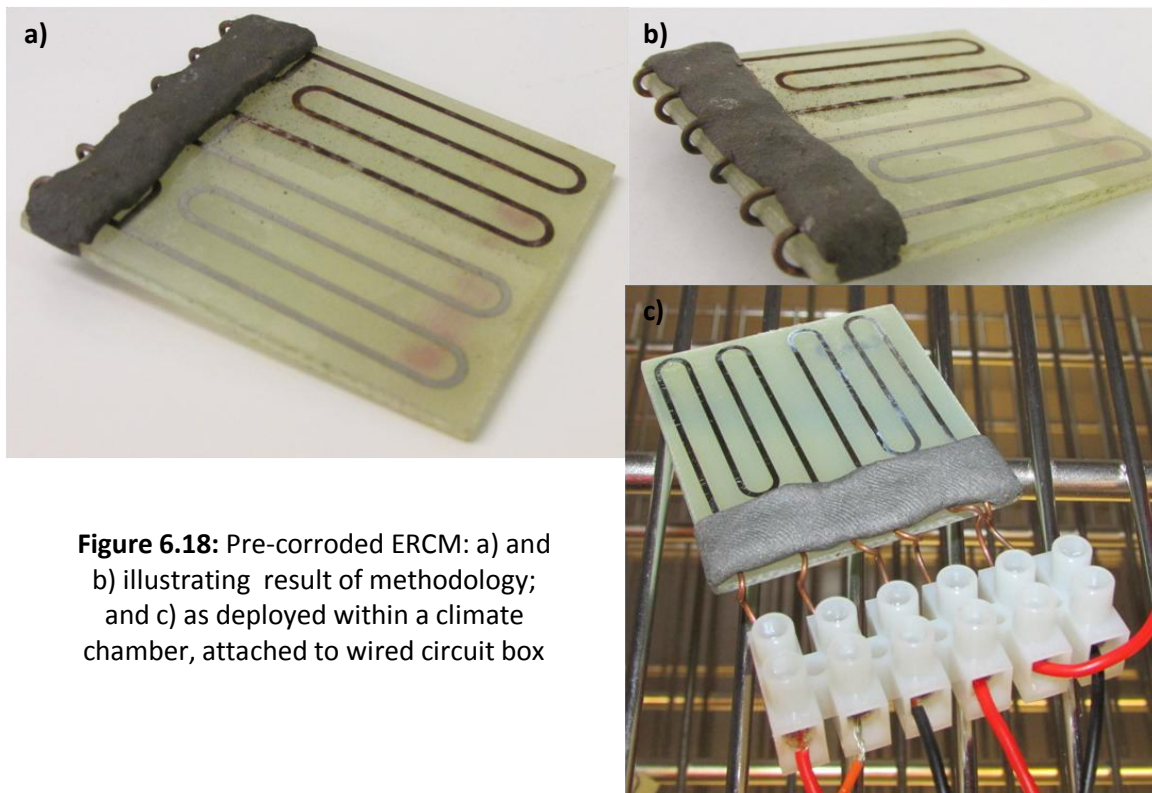 a)
b)
c)
Figure 6.18: Pre-corroded ERCM: a) and
b) illustrating result of methodology;
and c) as deployed within a climate
chamber, attached to wired circuit box